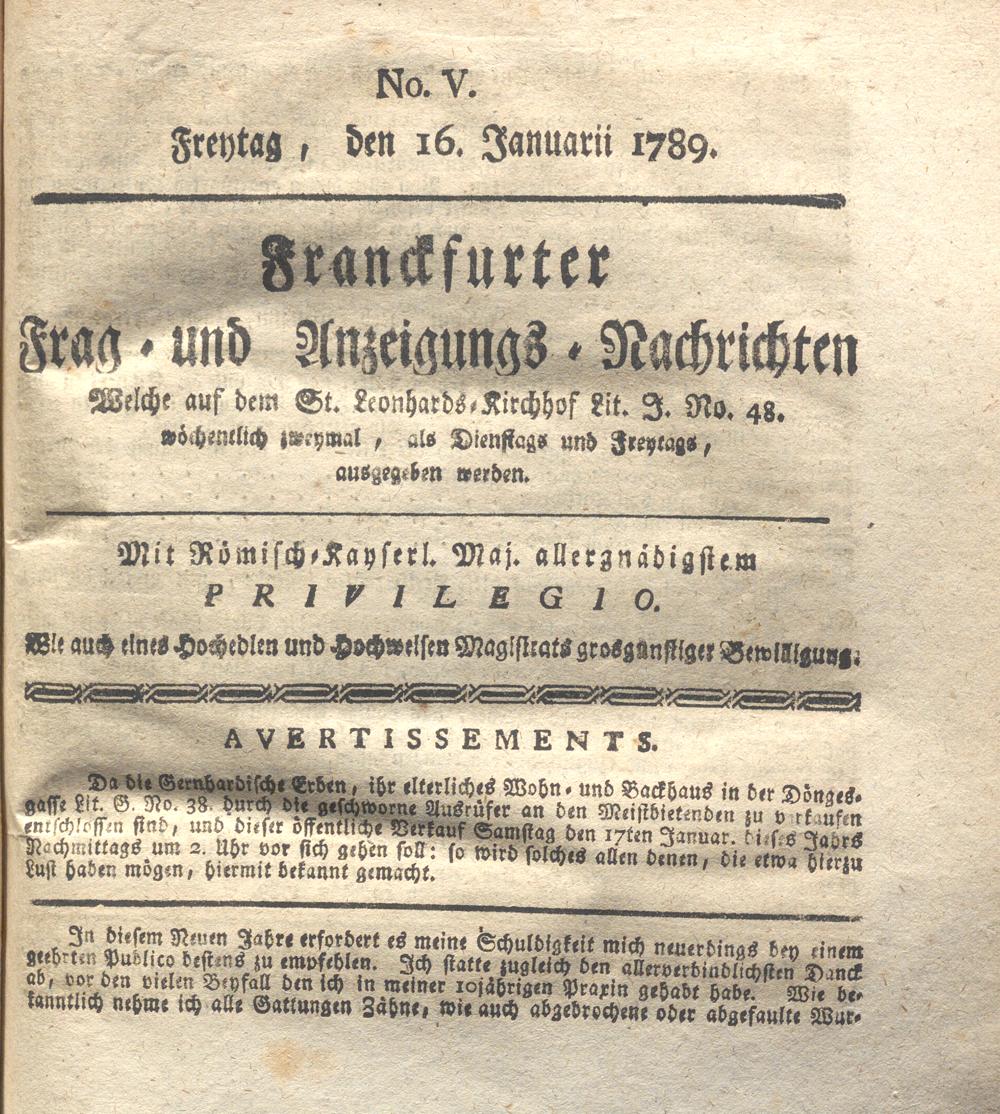 No. V.
Freytag, den 16. Januarii 1789.
Franckfurter
Frag- und Anzeigungs-Nachrichten
Welche auf dem St. Leonhards-Kirchhof Lit. J. No. 48.
wöchentlich zweymal, als Dienstags und Freytags,
ausgegeben werden.
Mit Römisch-Kayserl. Maj. allergnädigstem
PRIVILEGIO.
Wie auch eines Hochedlen und Hochweisen Magistrats grosgünstiger Bewilligung.
AVERTISSEMENTS.
Da die Gernhardische Erben, ihr elterliches Wohn- und Backhaus in der Dönges-
gasse Lit. G. No. 38. durch die geschworne Ausrüfer an den Meistbietenden zu verkaufen
entschlossen sind, und dieser öffentliche Verkauf Samstag den 17ten Januar. dieses Jahrs
Nachmittags um 2. Uhr vor sich gehen soll: so wird solches allen denen, die etwa hierzu
Lust haben mögen, hiermit bekannt gemacht.
In diesem Neuen Jahre erfordert es meine Schuldigkeit mich neuerdings bey einem
geehrten Publico bestens zu empfehlen. Ich statte zugleich den allerverbindlichsten Danck
ab, vor den vielen Beyfall den ich in meiner 10jährigen Praxin gehabt habe. Wie be-
kanntlich nehme ich alle Gattungen Zähne, wie auch abgebrochene oder abgefaulte Wur-